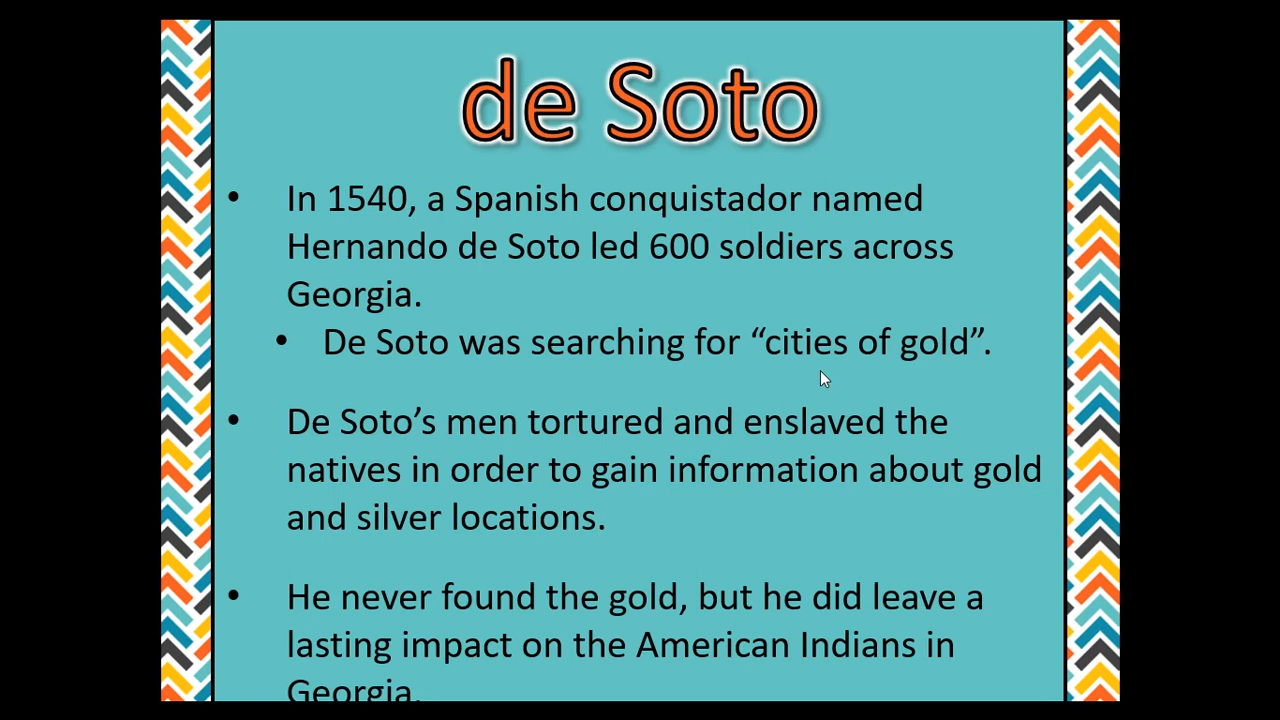 de Soto
• In 1540, a Spanish conquistador named
Hernando de Soto led 600 soldiers across
Georgia.
• De Soto was searching for “cities of gold”.
• De Soto’s men tortured and enslaved the
natives in order to gain information about gold
and silver locations.
• He never found the gold, but he did leave a
lasting impact on the American Indians in
Georgia.